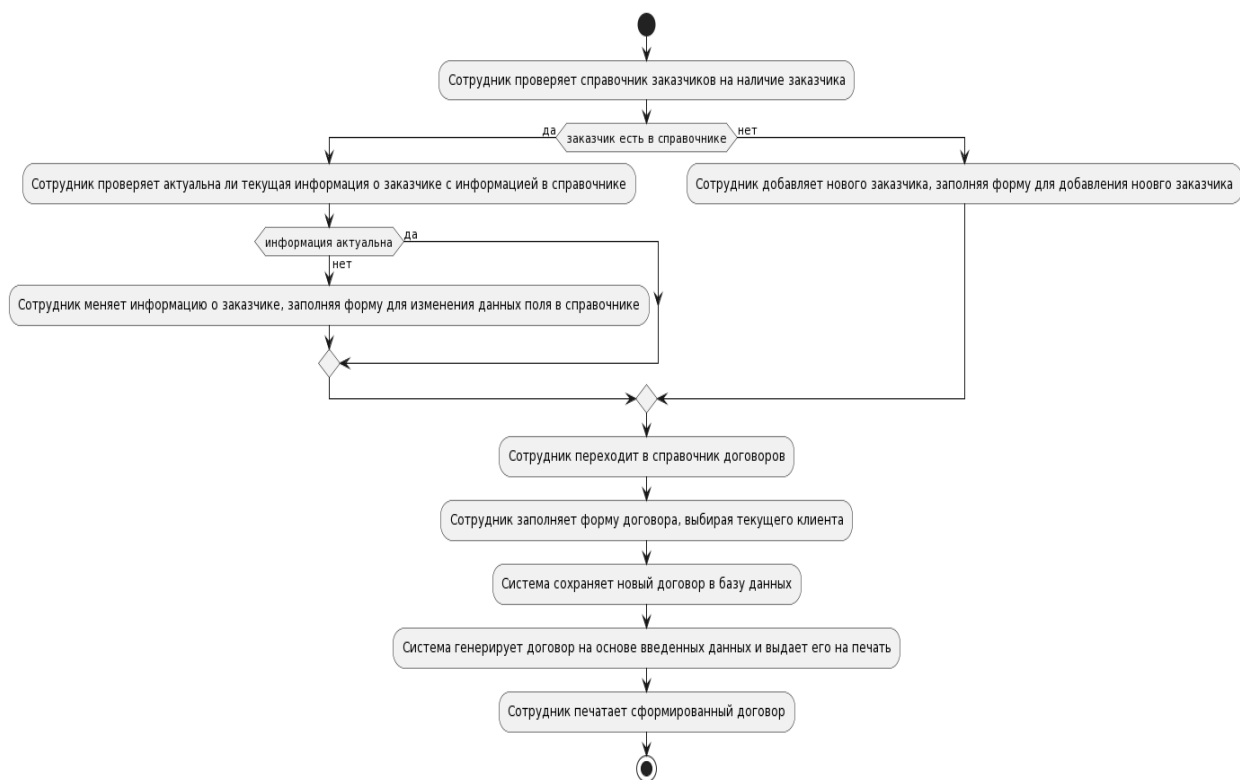 Сотрудник проверяет справочник заказчиков на наличие заказчика
да
заказчик есть в справочнике
нет
Сотрудник проверяет актуальна ли текущая информация о заказчике с информацией в справочнике
Сотрудник добавляет нового заказчика, заполняя форму для добавления ноовго заказчика
информация актуальна
да
нет
Сотрудник меняет информацию о заказчике, заполняя форму для изменения данных поля в справочнике
Сотрудник переходит в справочник договоров
Сотрудник заполняет форму договора, выбирая текущего клиента
Система сохраняет новый договор в базу данных
Система генерирует договор на основе введенных данных и выдает его на печать
Сотрудник печатает сформированный договор